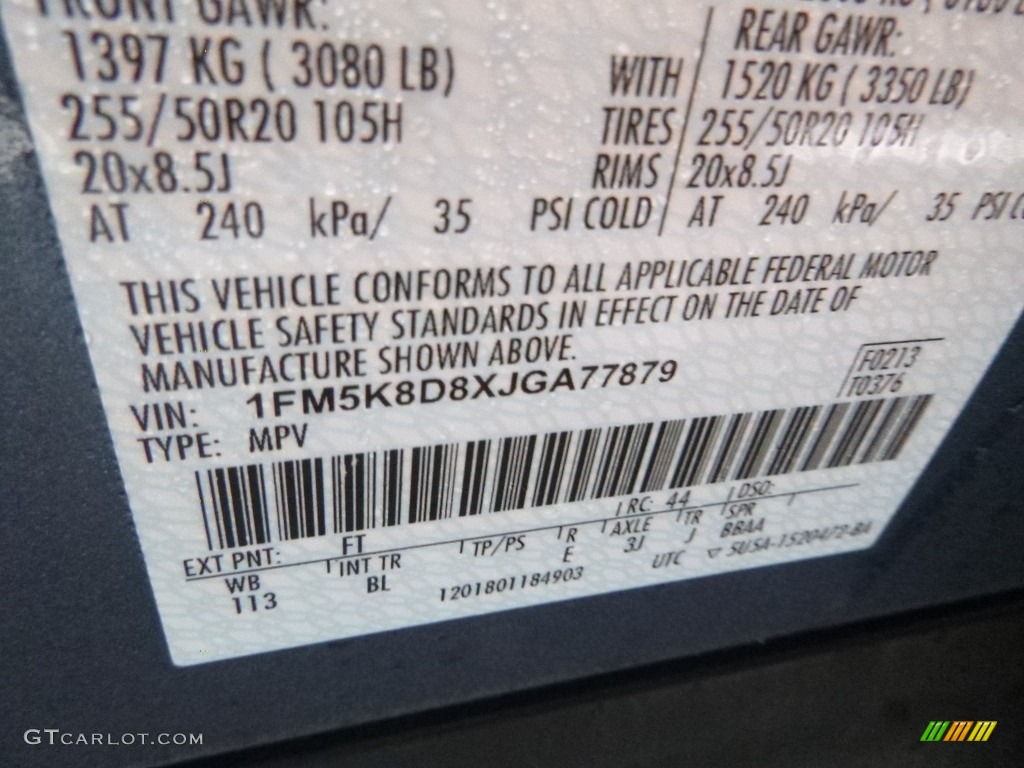 FRONT GAWR: REAR GAWR:
1397 KG ( 3080 LB) WITH 1520 KG ( 3350 LB)
255/50R20 105H TIRES 255/50R20 105H
20x8.5J RIMS 20x8.5J
AT 240 kPa/ 35 PSI COLD AT 240 kPa/ 35 PSI
THIS VEHICLE CONFORMS TO ALL APPLICABLE FEDERAL MOTOR
VEHICLE SAFETY STANDARDS IN EFFECT ON THE DATE OF
MANUFACTURE SHOWN ABOVE.
VIN: 1FM5K8D8XJGA77879 F0213
TYPE: MPV T0376
EXT PNT: FT RC: 44 DSO:
WB INT TR TP/PS R AXLE TR SPR
113 BL E 3J J BBAA
1201801184903 UTC ▽ SUSA-1520472-BA
GTCARLOT.COM